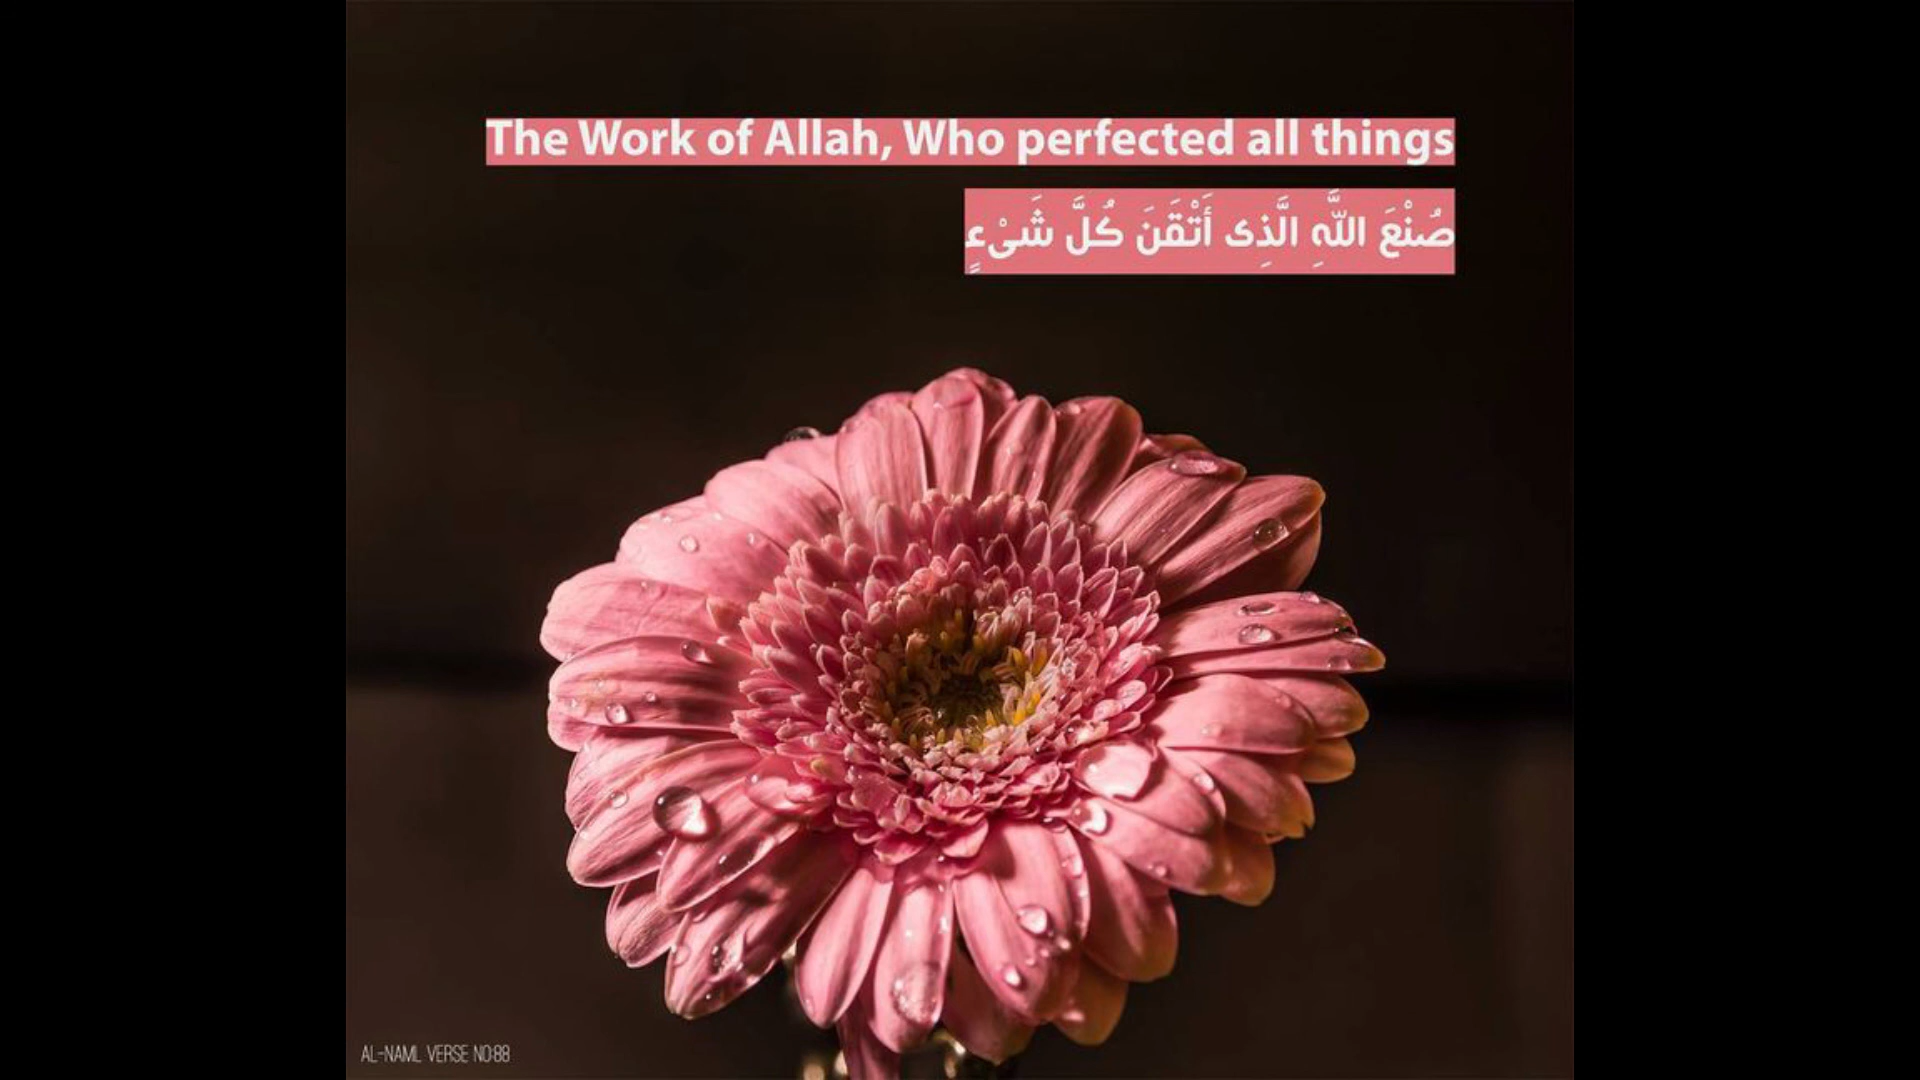 The Work of Allah, Who perfected all things
صُنْعَ اللَّهِ الَّذِى أَتْقَنَ كُلَّ شَىْءٍ
AL-NAML VERSE NO:88